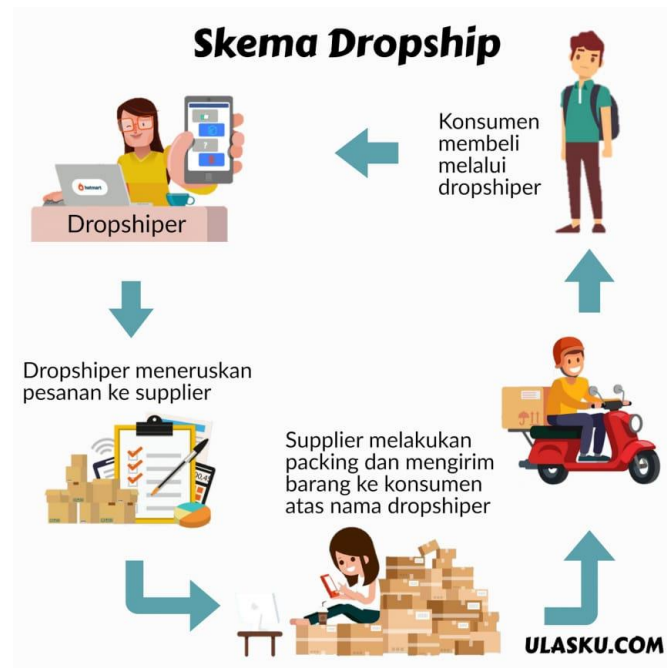 Skema Dropship
Konsumen
membeli
melalui
dropshiper
hotmart
Dropshiper
Dropshiper meneruskan
pesanan ke supplier
Supplier melakukan
packing dan mengirim
barang ke konsumen
atas nama dropshiper
ULASKU.COM